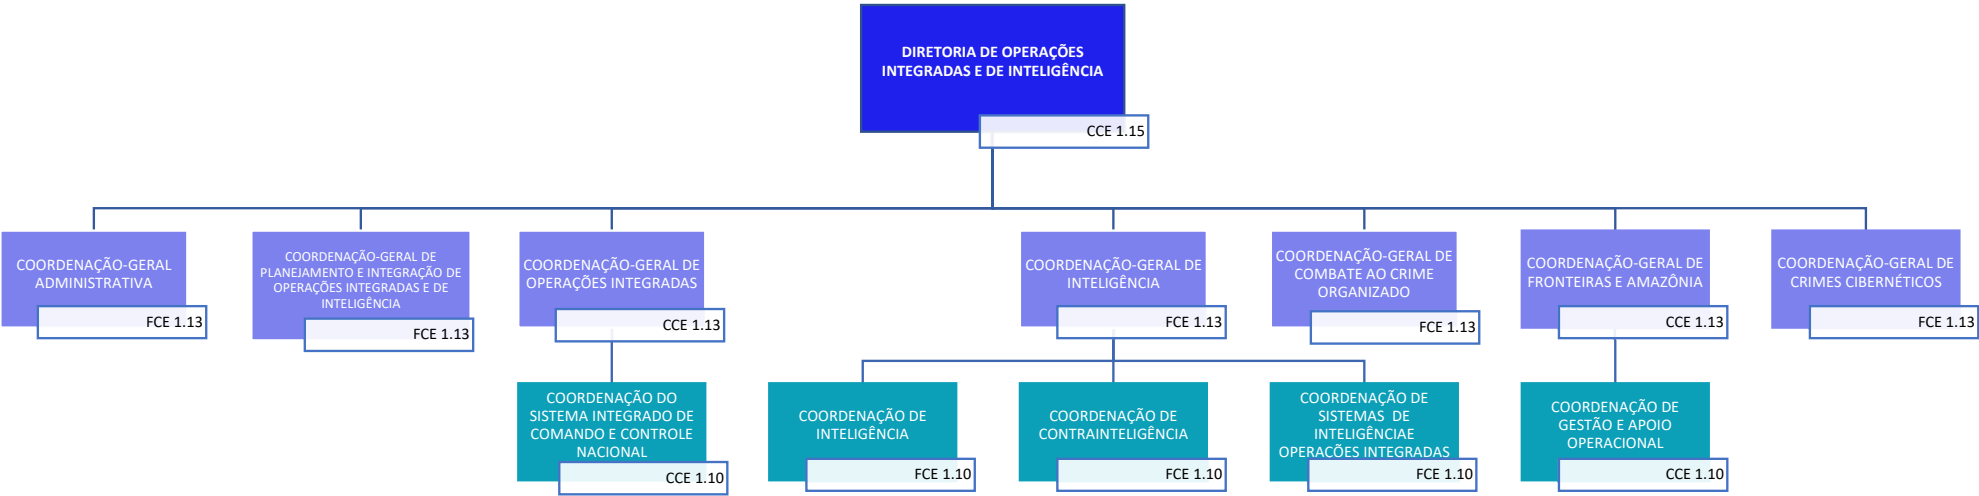 DIRETORIA DE OPERAÇÕES
INTEGRADAS E DE INTELIGÊNCIA
CCE 1.15
COORDENAÇÃO-GERAL
ADMINISTRATIVA
FCE 1.13
COORDENAÇÃO-GERAL DE
PLANEJAMENTO E INTEGRAÇÃO DE
OPERAÇÕES INTEGRADAS E DE
INTELIGÊNCIA
FCE 1.13
COORDENAÇÃO-GERAL DE
OPERAÇÕES INTEGRADAS
CCE 1.13
COORDENAÇÃO-GERAL DE
INTELIGÊNCIA
FCE 1.13
COORDENAÇÃO-GERAL DE
COMBATE AO CRIME
ORGANIZADO
FCE 1.13
COORDENAÇÃO-GERAL DE
FRONTEIRAS E AMAZÔNIA
CCE 1.13
COORDENAÇÃO-GERAL DE
CRIMES CIBERNÉTICOS
FCE 1.13
COORDENAÇÃO DO
SISTEMA INTEGRADO DE
COMANDO E CONTROLE
NACIONAL
CCE 1.10
COORDENAÇÃO DE
INTELIGÊNCIA
FCE 1.10
COORDENAÇÃO DE
CONTRAINTELIGÊNCIA
FCE 1.10
COORDENAÇÃO DE
SISTEMAS  DE
INTELIGÊNCIAE
OPERAÇÕES INTEGRADAS
FCE 1.10
COORDENAÇÃO DE
GESTÃO E APOIO
OPERACIONAL
CCE 1.10